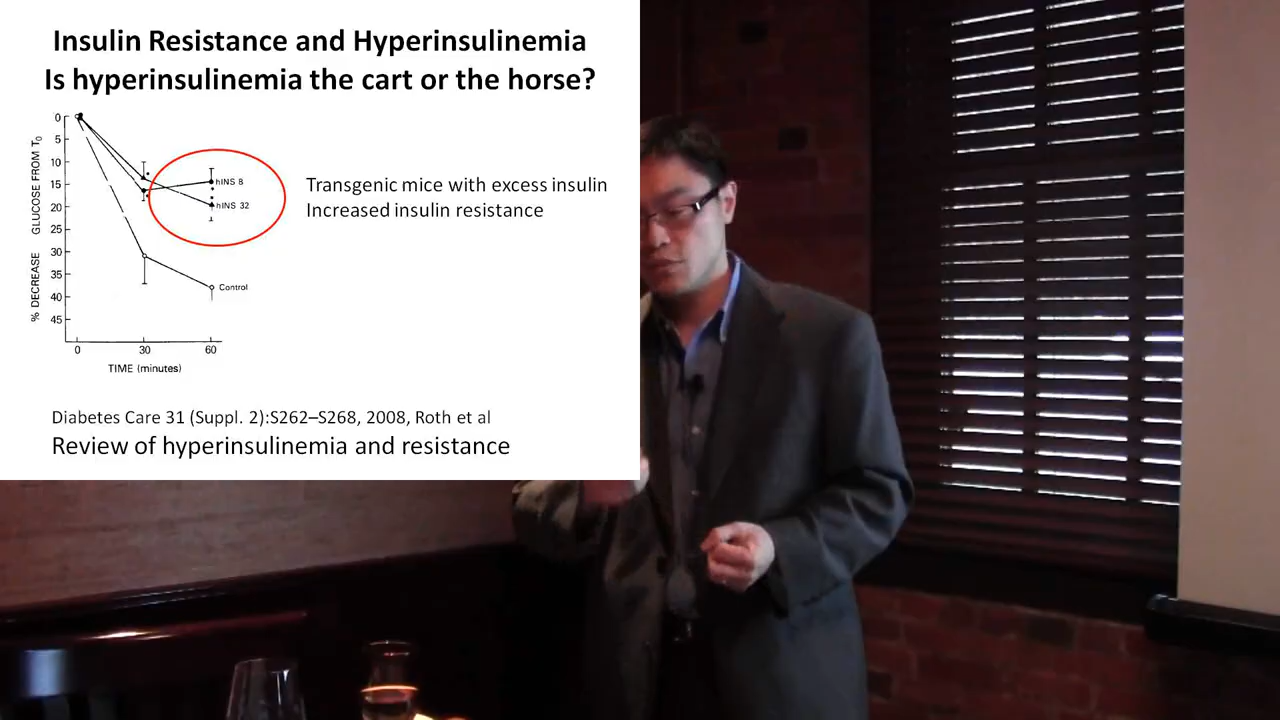 Insulin Resistance and Hyperinsulinemia
Is hyperinsulinemia the cart or the horse?
% DECREASE GLUCOSE FROM T0
0
5
10
15
20
25
30
35
40
45
hINS 8
hINS 32
Control
0 30 60
TIME (minutes)
Transgenic mice with excess insulin
Increased insulin resistance
Diabetes Care 31 (Suppl. 2):S262–S268, 2008, Roth et al
Review of hyperinsulinemia and resistance